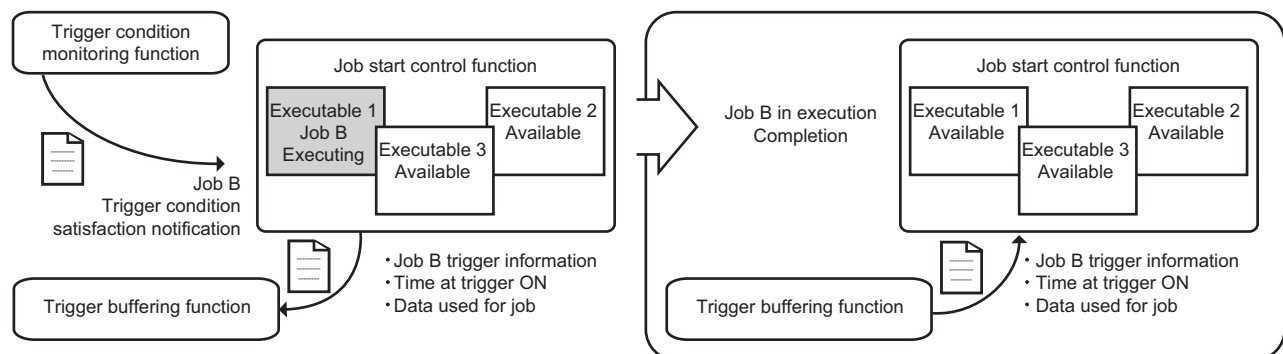 Trigger condition
monitoring function
Job start control function
Executable 1
Job B
Executing
Executable 2
Available
Executable 3
Available
Job B
Trigger condition
satisfaction notification
・Job B trigger information
・Time at trigger ON
・Data used for job
Trigger buffering function
Job B in execution
Completion
Job start control function
Executable 1
Available
Executable 2
Available
Executable 3
Available
・Job B trigger information
・Time at trigger ON
・Data used for job
Trigger buffering function